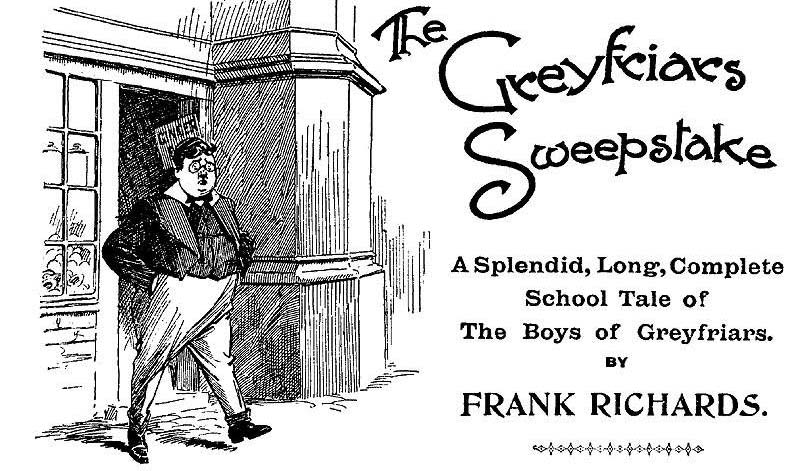 The
Greyfriars
Sweepstake
A Splendid, Long, Complete
School Tale of
The Boys of Greyfriars.
BY
FRANK RICHARDS.